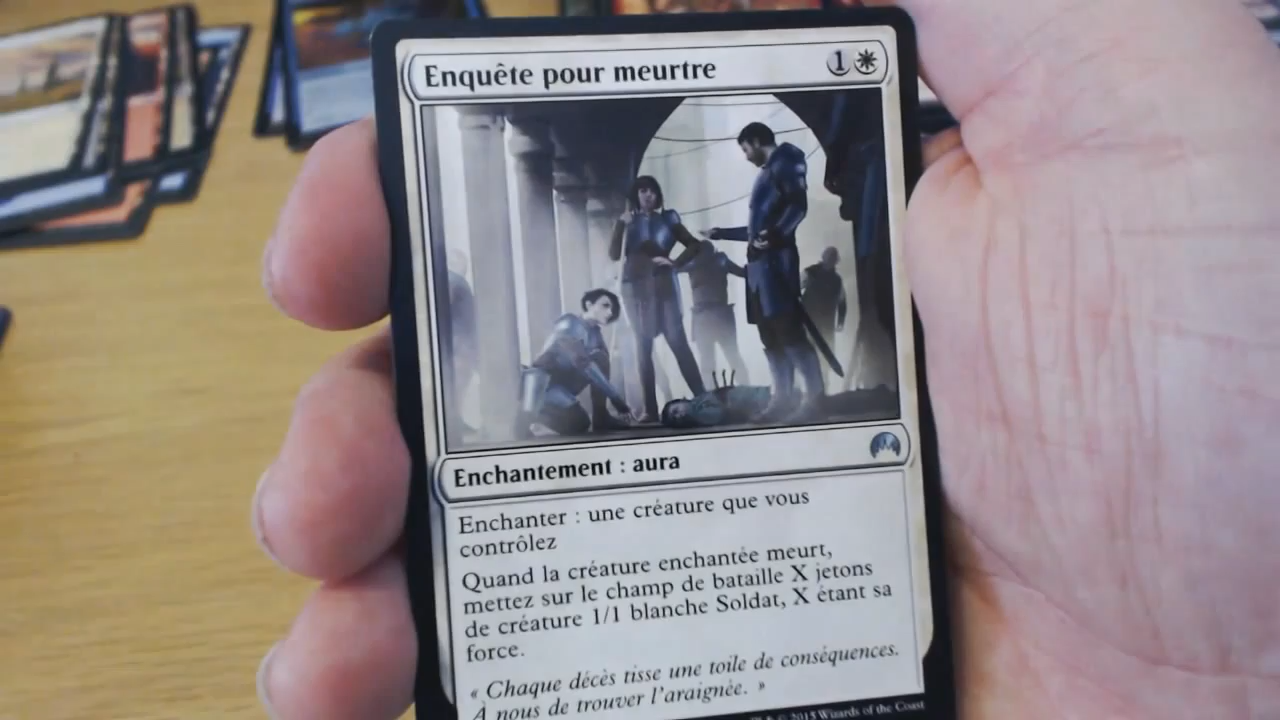 Enquête pour meurtre 1
Enchantement : aura
Enchanter : une créature que vous
contrôlez
Quand la créature enchantée meurt,
mettez sur le champ de bataille X jetons
de créature 1/1 blanche Soldat, X étant sa
force.
« Chaque décès tisse une toile de conséquences.
À nous de trouver l'araignée. »
© 2015 Wizards of the Coast